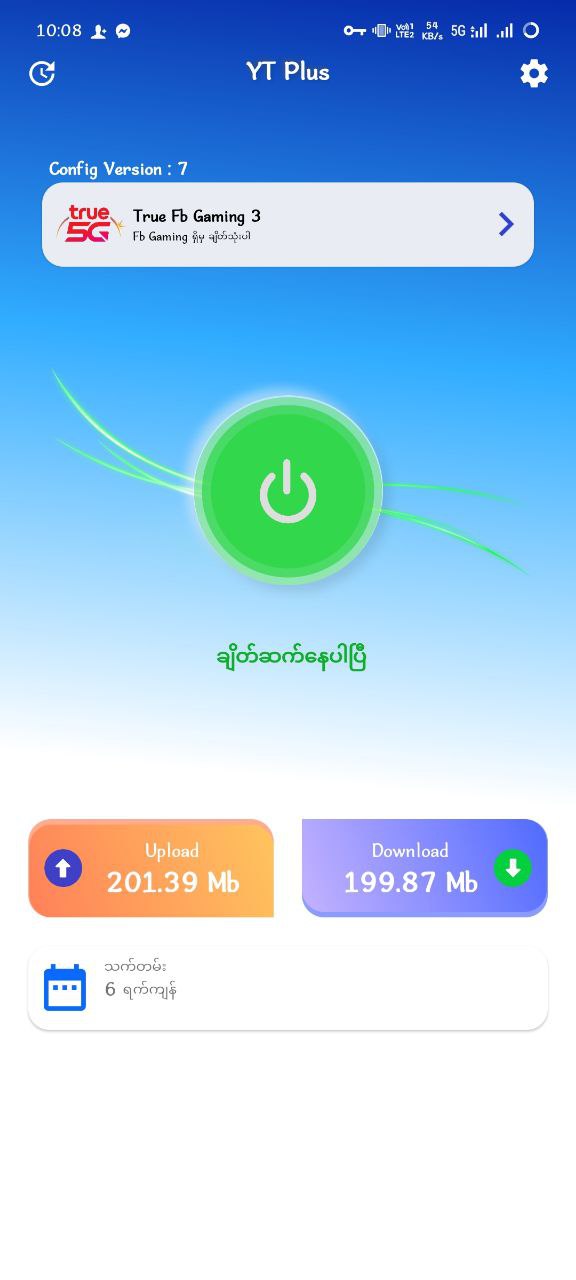 10:08 Vo)) 1 LTE2 54 KB/s 5G
YT Plus
Config Version : 7
true 5G
True Fb Gaming 3
Fb Gaming ရှိမှ ချိတ်သုံးပါ
ချိတ်ဆက်နေပါပြီ
Upload
201.39 Mb
Download
199.87 Mb
သက်တမ်း
6 ရက်ကျန်